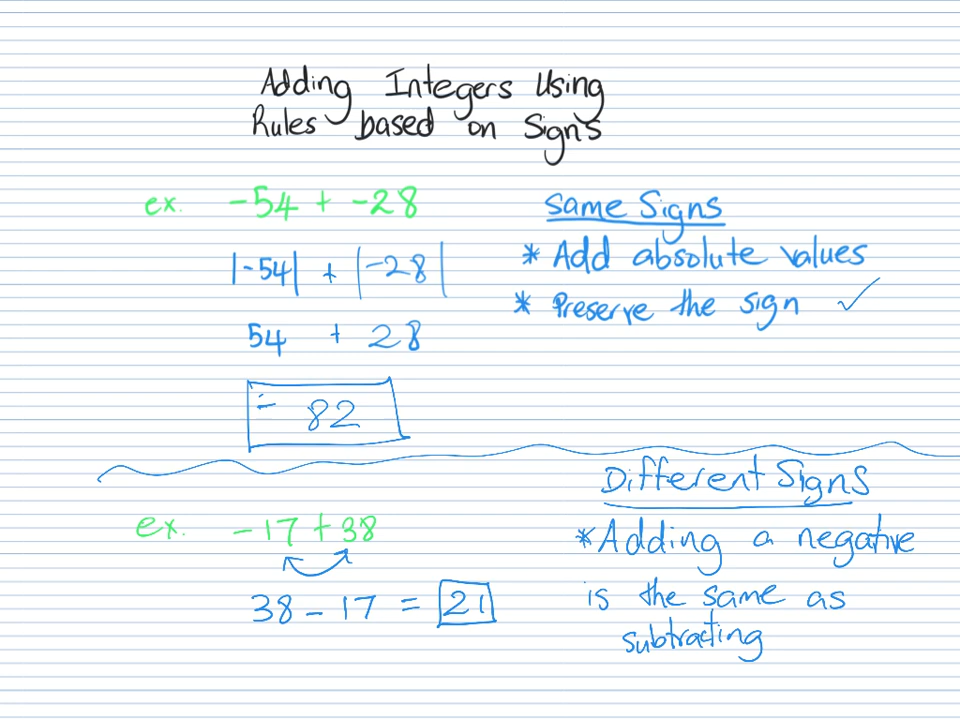 Adding Integers Using
Rules based on Signs
ex. -54 + -28
|-54| + |-28|
54 + 28
- 82
Same Signs
* Add absolute values
* Preserve the sign ✓
Different Signs
ex. -17 + 38
38 - 17 = 21
*Adding a negative
is the same as
subtracting